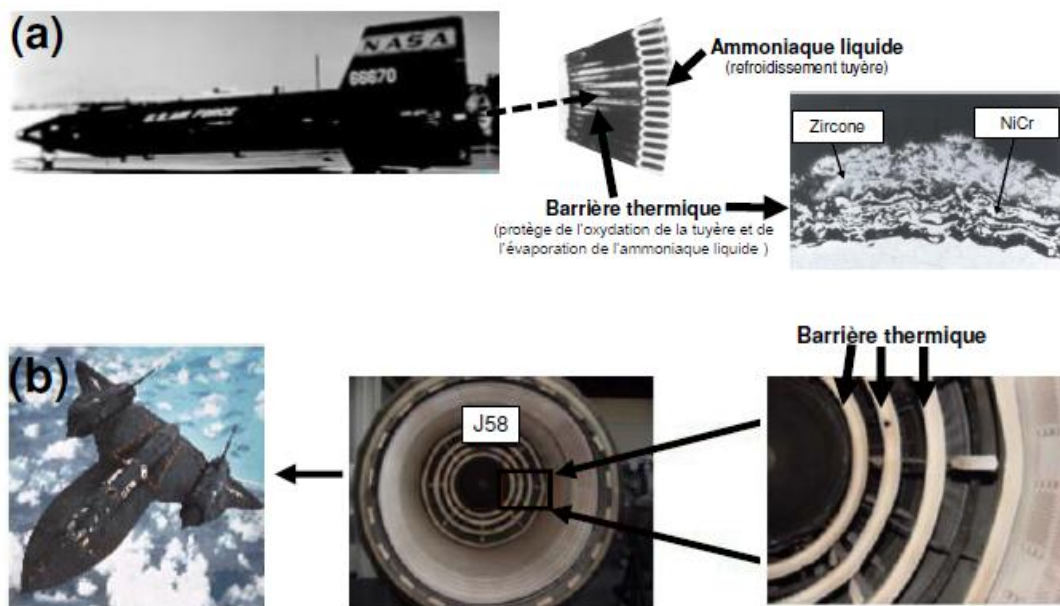 (a)
NASA
66670
U.S. AIR FORCE
Ammoniaque liquide
(refroidissement tuyère)
Zircone
NiCr
Barrière thermique
(protège de l'oxydation de la tuyère et de
l'évaporation de l'ammoniaque liquide )
(b)
J58
Barrière thermique